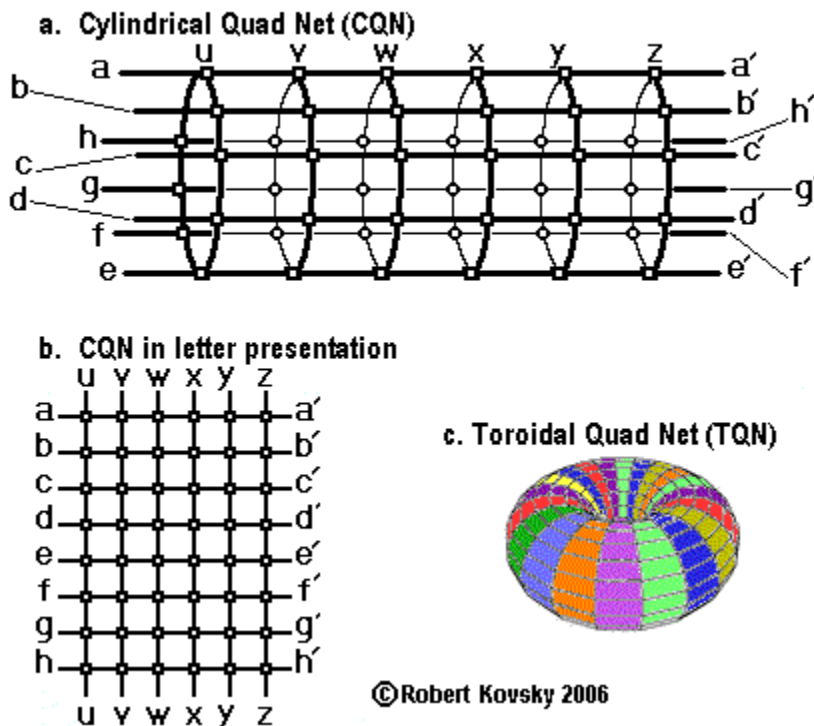 a. Cylindrical Quad Net (CQN)
u v w x y z
a a′
b b′
h h′
c c′
g g′
d d′
f f′
e e′
b. CQN in letter presentation
u v w x y z
a a′
b b′
c c′
d d′
e e′
f f′
g g′
h h′
u v w x y z
c. Toroidal Quad Net (TQN)
©Robert Kovsky 2006